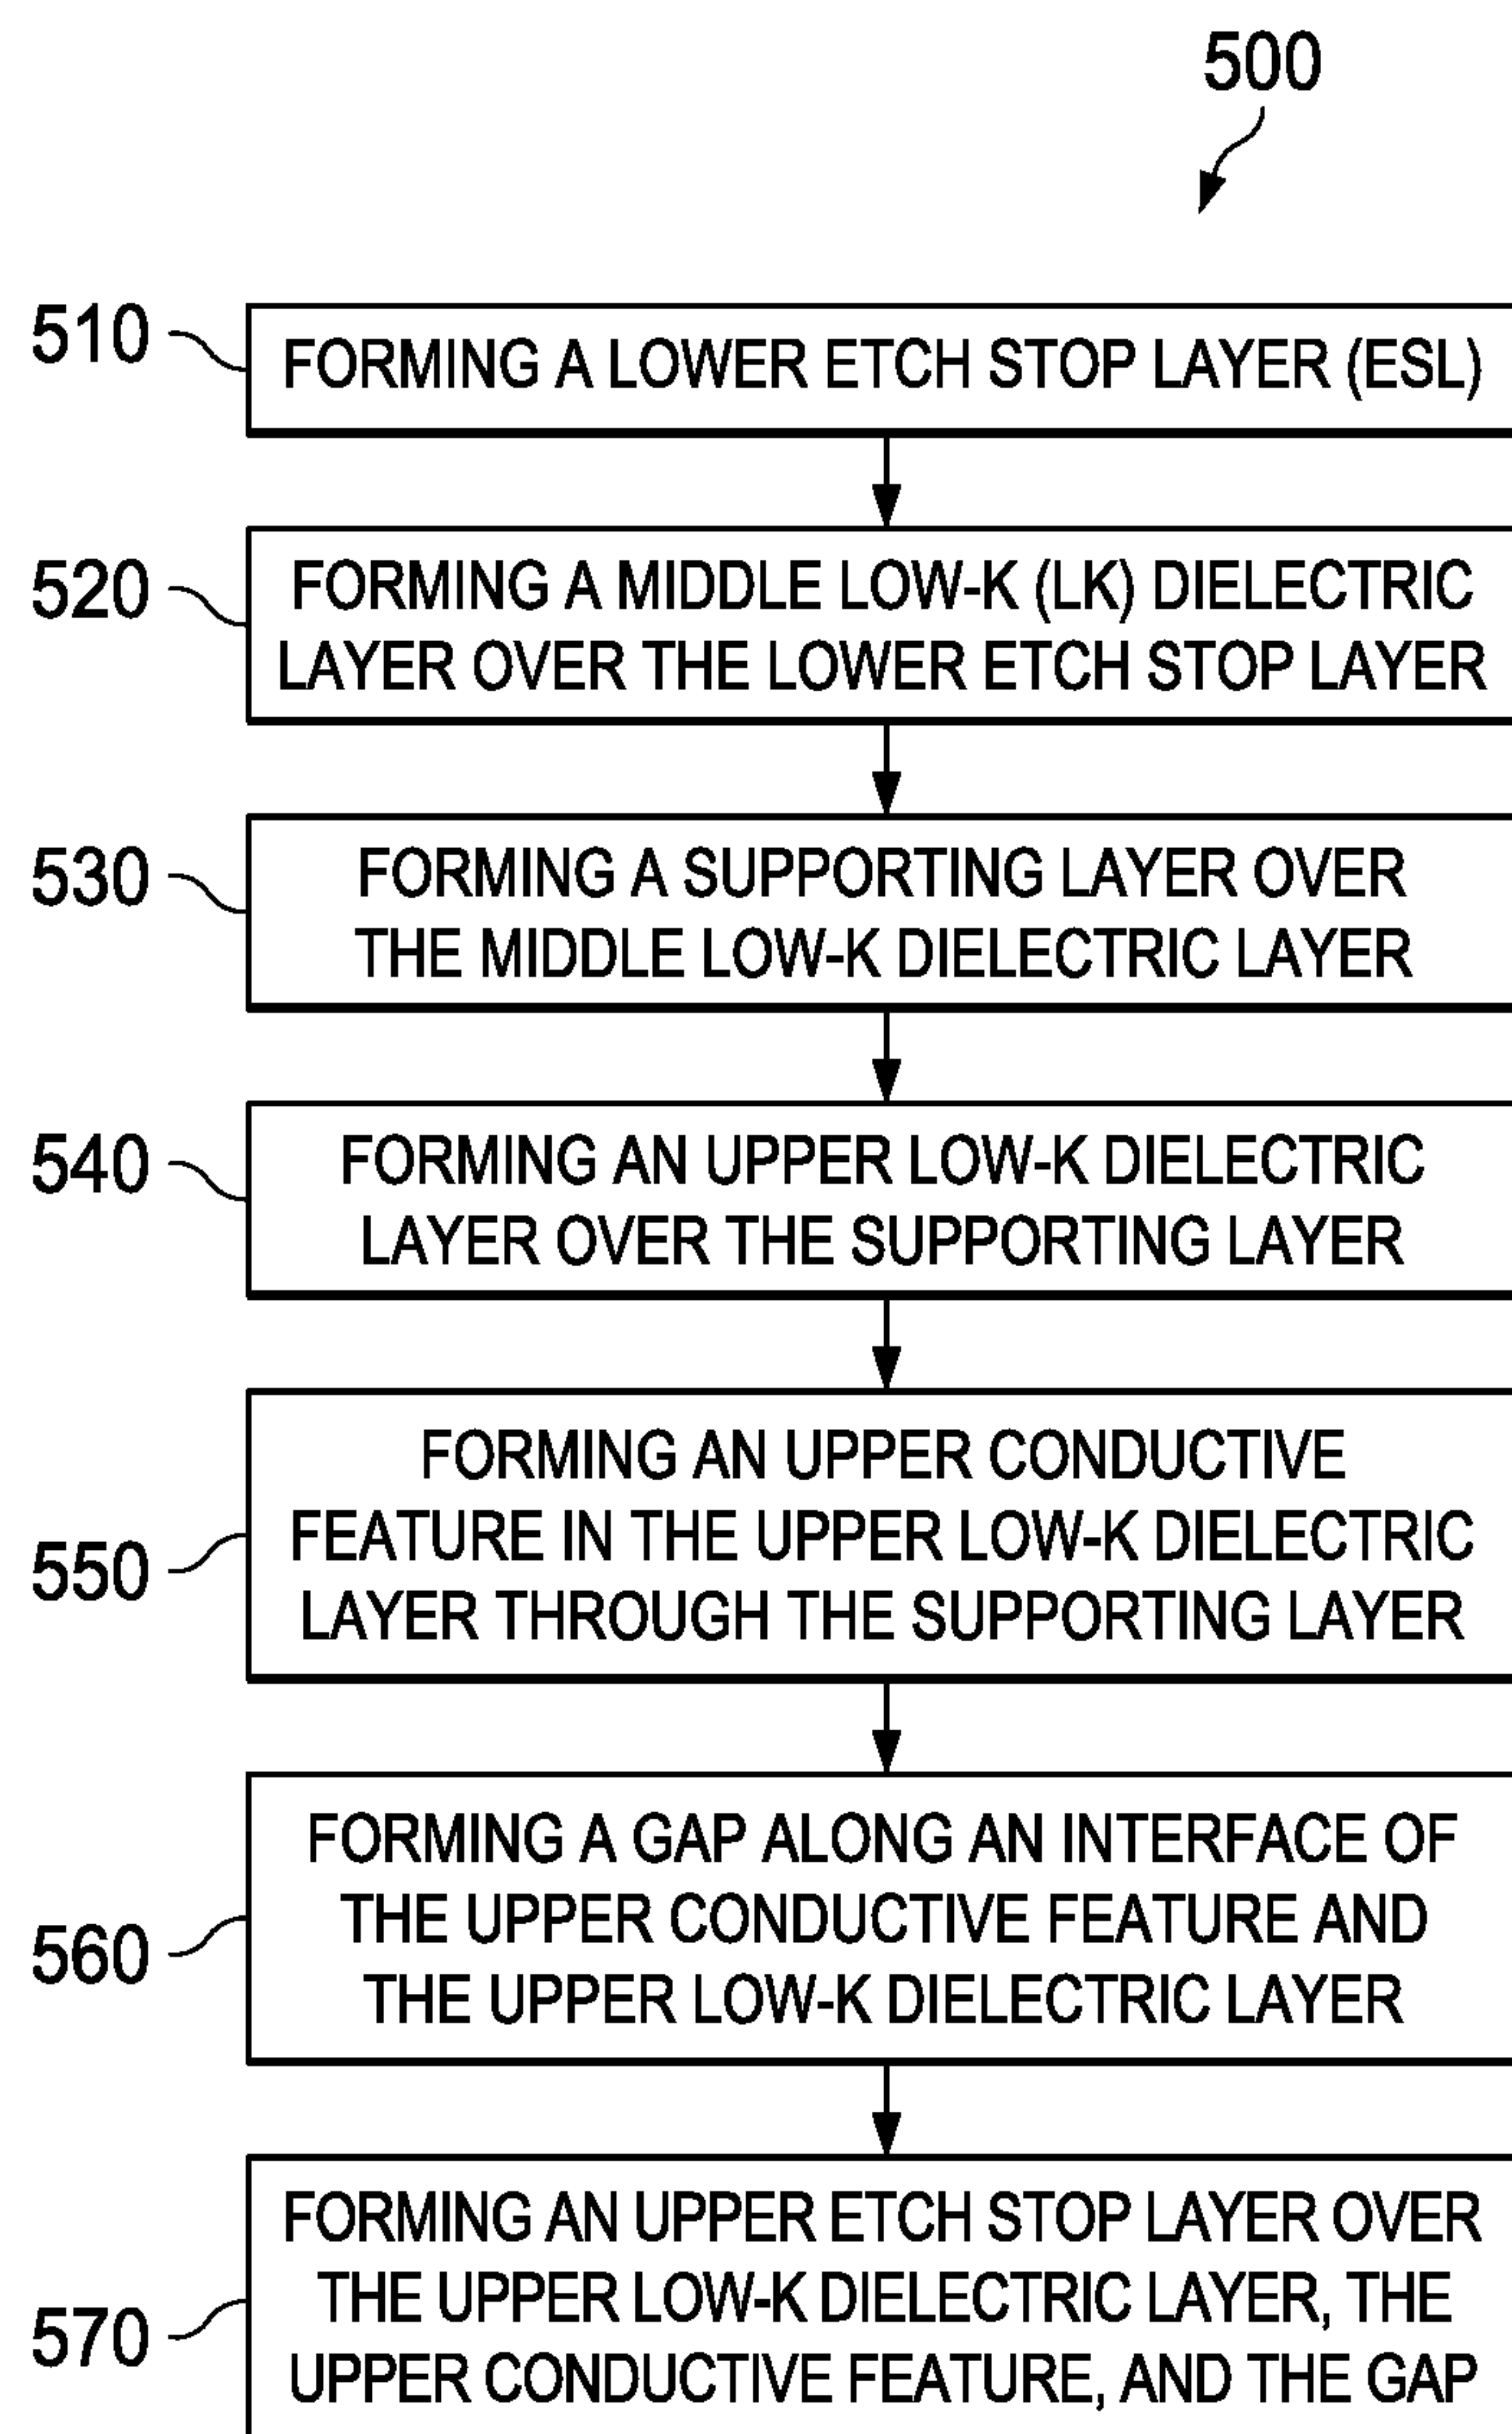 500
510
FORMING A LOWER ETCH STOP LAYER (ESL)
520
FORMING A MIDDLE LOW-K (LK) DIELECTRIC
LAYER OVER THE LOWER ETCH STOP LAYER
530
FORMING A SUPPORTING LAYER OVER
THE MIDDLE LOW-K DIELECTRIC LAYER
540
FORMING AN UPPER LOW-K DIELECTRIC
LAYER OVER THE SUPPORTING LAYER
550
FORMING AN UPPER CONDUCTIVE
FEATURE IN THE UPPER LOW-K DIELECTRIC
LAYER THROUGH THE SUPPORTING LAYER
560
FORMING A GAP ALONG AN INTERFACE OF
THE UPPER CONDUCTIVE FEATURE AND
THE UPPER LOW-K DIELECTRIC LAYER
570
FORMING AN UPPER ETCH STOP LAYER OVER
THE UPPER LOW-K DIELECTRIC LAYER, THE
UPPER CONDUCTIVE FEATURE, AND THE GAP